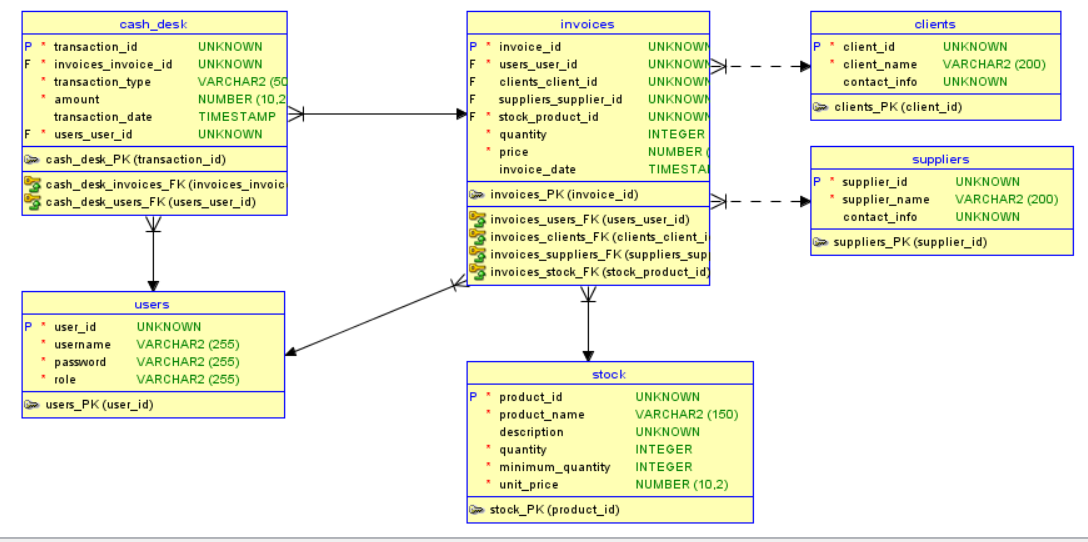 cash_desk
P * transaction_id UNKNOWN
F * invoices_invoice_id UNKNOWN
* transaction_type VARCHAR2 (50
* amount NUMBER (10,2
transaction_date TIMESTAMP
F * users_user_id UNKNOWN
cash_desk_PK (transaction_id)
cash_desk_invoices_FK (invoices_invoic
cash_desk_users_FK (users_user_id)
invoices
P * invoice_id UNKNOWN
F * users_user_id UNKNOWN
F clients_client_id UNKNOWN
F suppliers_supplier_id UNKNOWN
F * stock_product_id UNKNOWN
* quantity INTEGER
* price NUMBER (
invoice_date TIMESTA
invoices_PK (invoice_id)
invoices_users_FK (users_user_id)
invoices_clients_FK (clients_client_i
invoices_suppliers_FK (suppliers_sup
invoices_stock_FK (stock_product_id)
clients
P * client_id UNKNOWN
* client_name VARCHAR2 (200)
contact_info UNKNOWN
clients_PK (client_id)
suppliers
P * supplier_id UNKNOWN
* supplier_name VARCHAR2 (200)
contact_info UNKNOWN
suppliers_PK (supplier_id)
users
P * user_id UNKNOWN
* username VARCHAR2 (255)
* password VARCHAR2 (255)
* role VARCHAR2 (255)
users_PK (user_id)
stock
P * product_id UNKNOWN
* product_name VARCHAR2 (150)
description UNKNOWN
* quantity INTEGER
* minimum_quantity INTEGER
* unit_price NUMBER (10,2)
stock_PK (product_id)